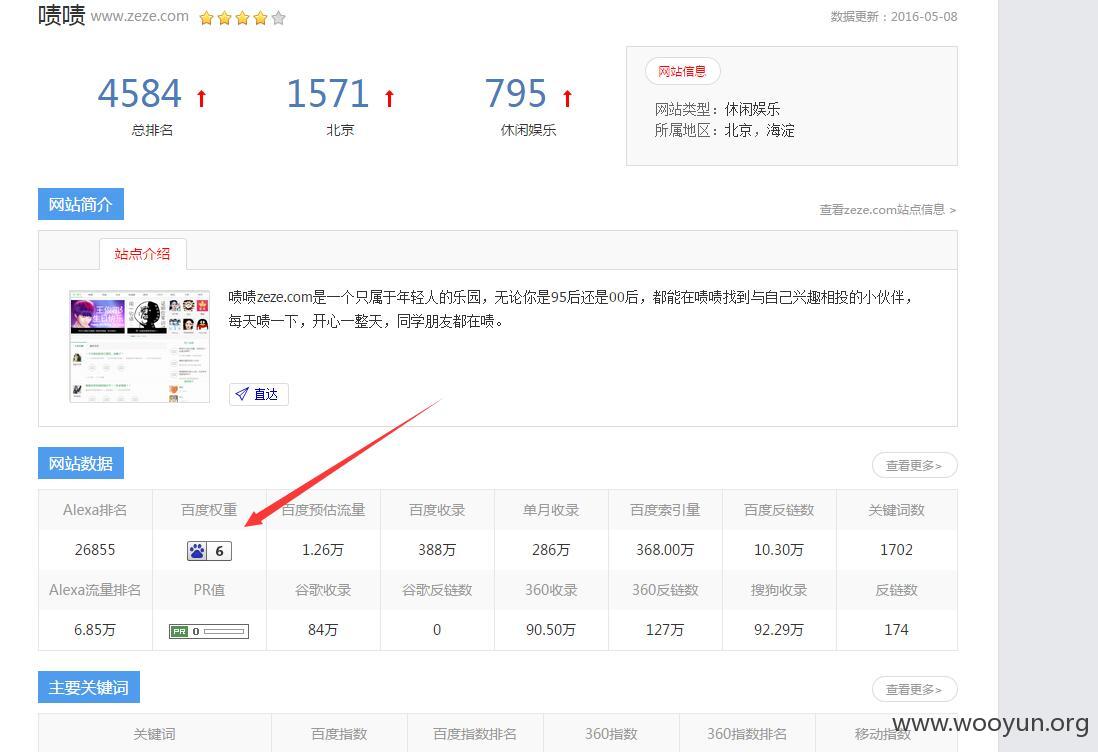 啧啧 www.zeze.com 数据更新：2016-05-08
4584 1571 795
总排名 北京 休闲娱乐
网站信息
网站类型：休闲娱乐
所属地区：北京，海淀
网站简介 查看zeze.com站点信息 >
站点介绍
啧啧zeze.com是一个只属于年轻人的乐园，无论你是95后还是00后，都能在啧啧找到与自己兴趣相投的小伙伴，
每天啧一下，开心一整天，同学朋友都在啧。
直达
网站数据 查看更多>
Alexa排名 百度权重 百度预估流量 百度收录 单月收录 百度索引量 百度反链数 关键词数
26855 6 1.26万 388万 286万 368.00万 10.30万 1702
Alexa流量排名 PR值 谷歌收录 谷歌反链数 360收录 360反链数 搜狗收录 反链数
6.85万 PR 0 84万 0 90.50万 127万 92.29万 174
主要关键词 查看更多>
关键词 百度指数 百度指数排名 360指数 360指数排名 移动指数
www.wooyun.org